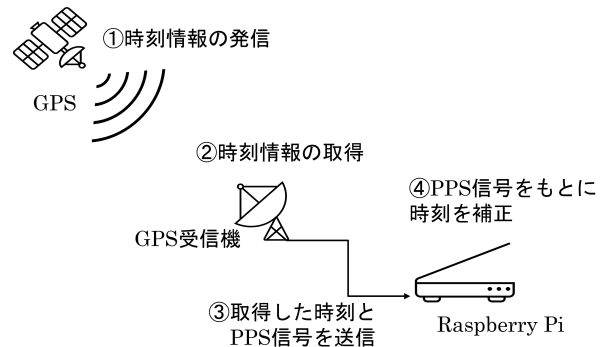 ①時刻情報の発信
GPS
②時刻情報の取得
④PPS信号をもとに
時刻を補正
GPS受信機
③取得した時刻と
PPS信号を送信
Raspberry Pi